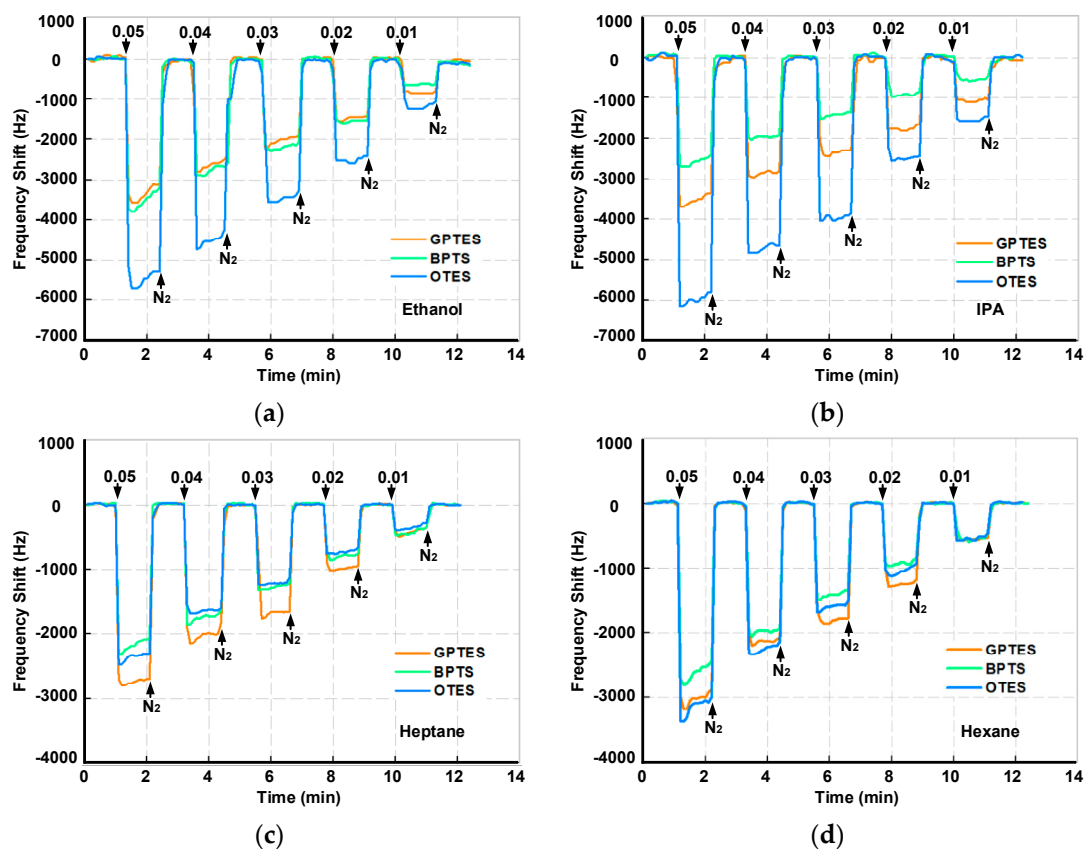 1000
0
-1000
-2000
-3000
-4000
-5000
-6000
-7000
Frequency Shift (Hz)
0.05 0.04 0.03 0.02 0.01
N2 N2 N2 N2 N2
GPTES
BPTS
OTES
Ethanol
0 2 4 6 8 10 12 14
Time (min)
(a)
1000
0
-1000
-2000
-3000
-4000
-5000
-6000
-7000
Frequency Shift (Hz)
0.05 0.04 0.03 0.02 0.01
N2 N2 N2 N2 N2
GPTES
BPTS
OTES
IPA
0 2 4 6 8 10 12 14
Time (min)
(b)
1000
0
-1000
-2000
-3000
-4000
Frequency Shift (Hz)
0.05 0.04 0.03 0.02 0.01
N2 N2 N2 N2 N2
GPTES
BPTS
OTES
Heptane
0 2 4 6 8 10 12 14
Time (min)
(c)
1000
0
-1000
-2000
-3000
-4000
Frequency Shift (Hz)
0.05 0.04 0.03 0.02 0.01
N2 N2 N2 N2 N2
GPTES
BPTS
OTES
Hexane
0 2 4 6 8 10 12 14
Time (min)
(d)